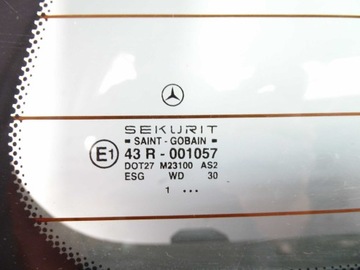 SEKURIT
SAINT - GOBAIN
E1 43 R - 001057
DOT27 M23100 AS2
ESG WD 30
1 ...